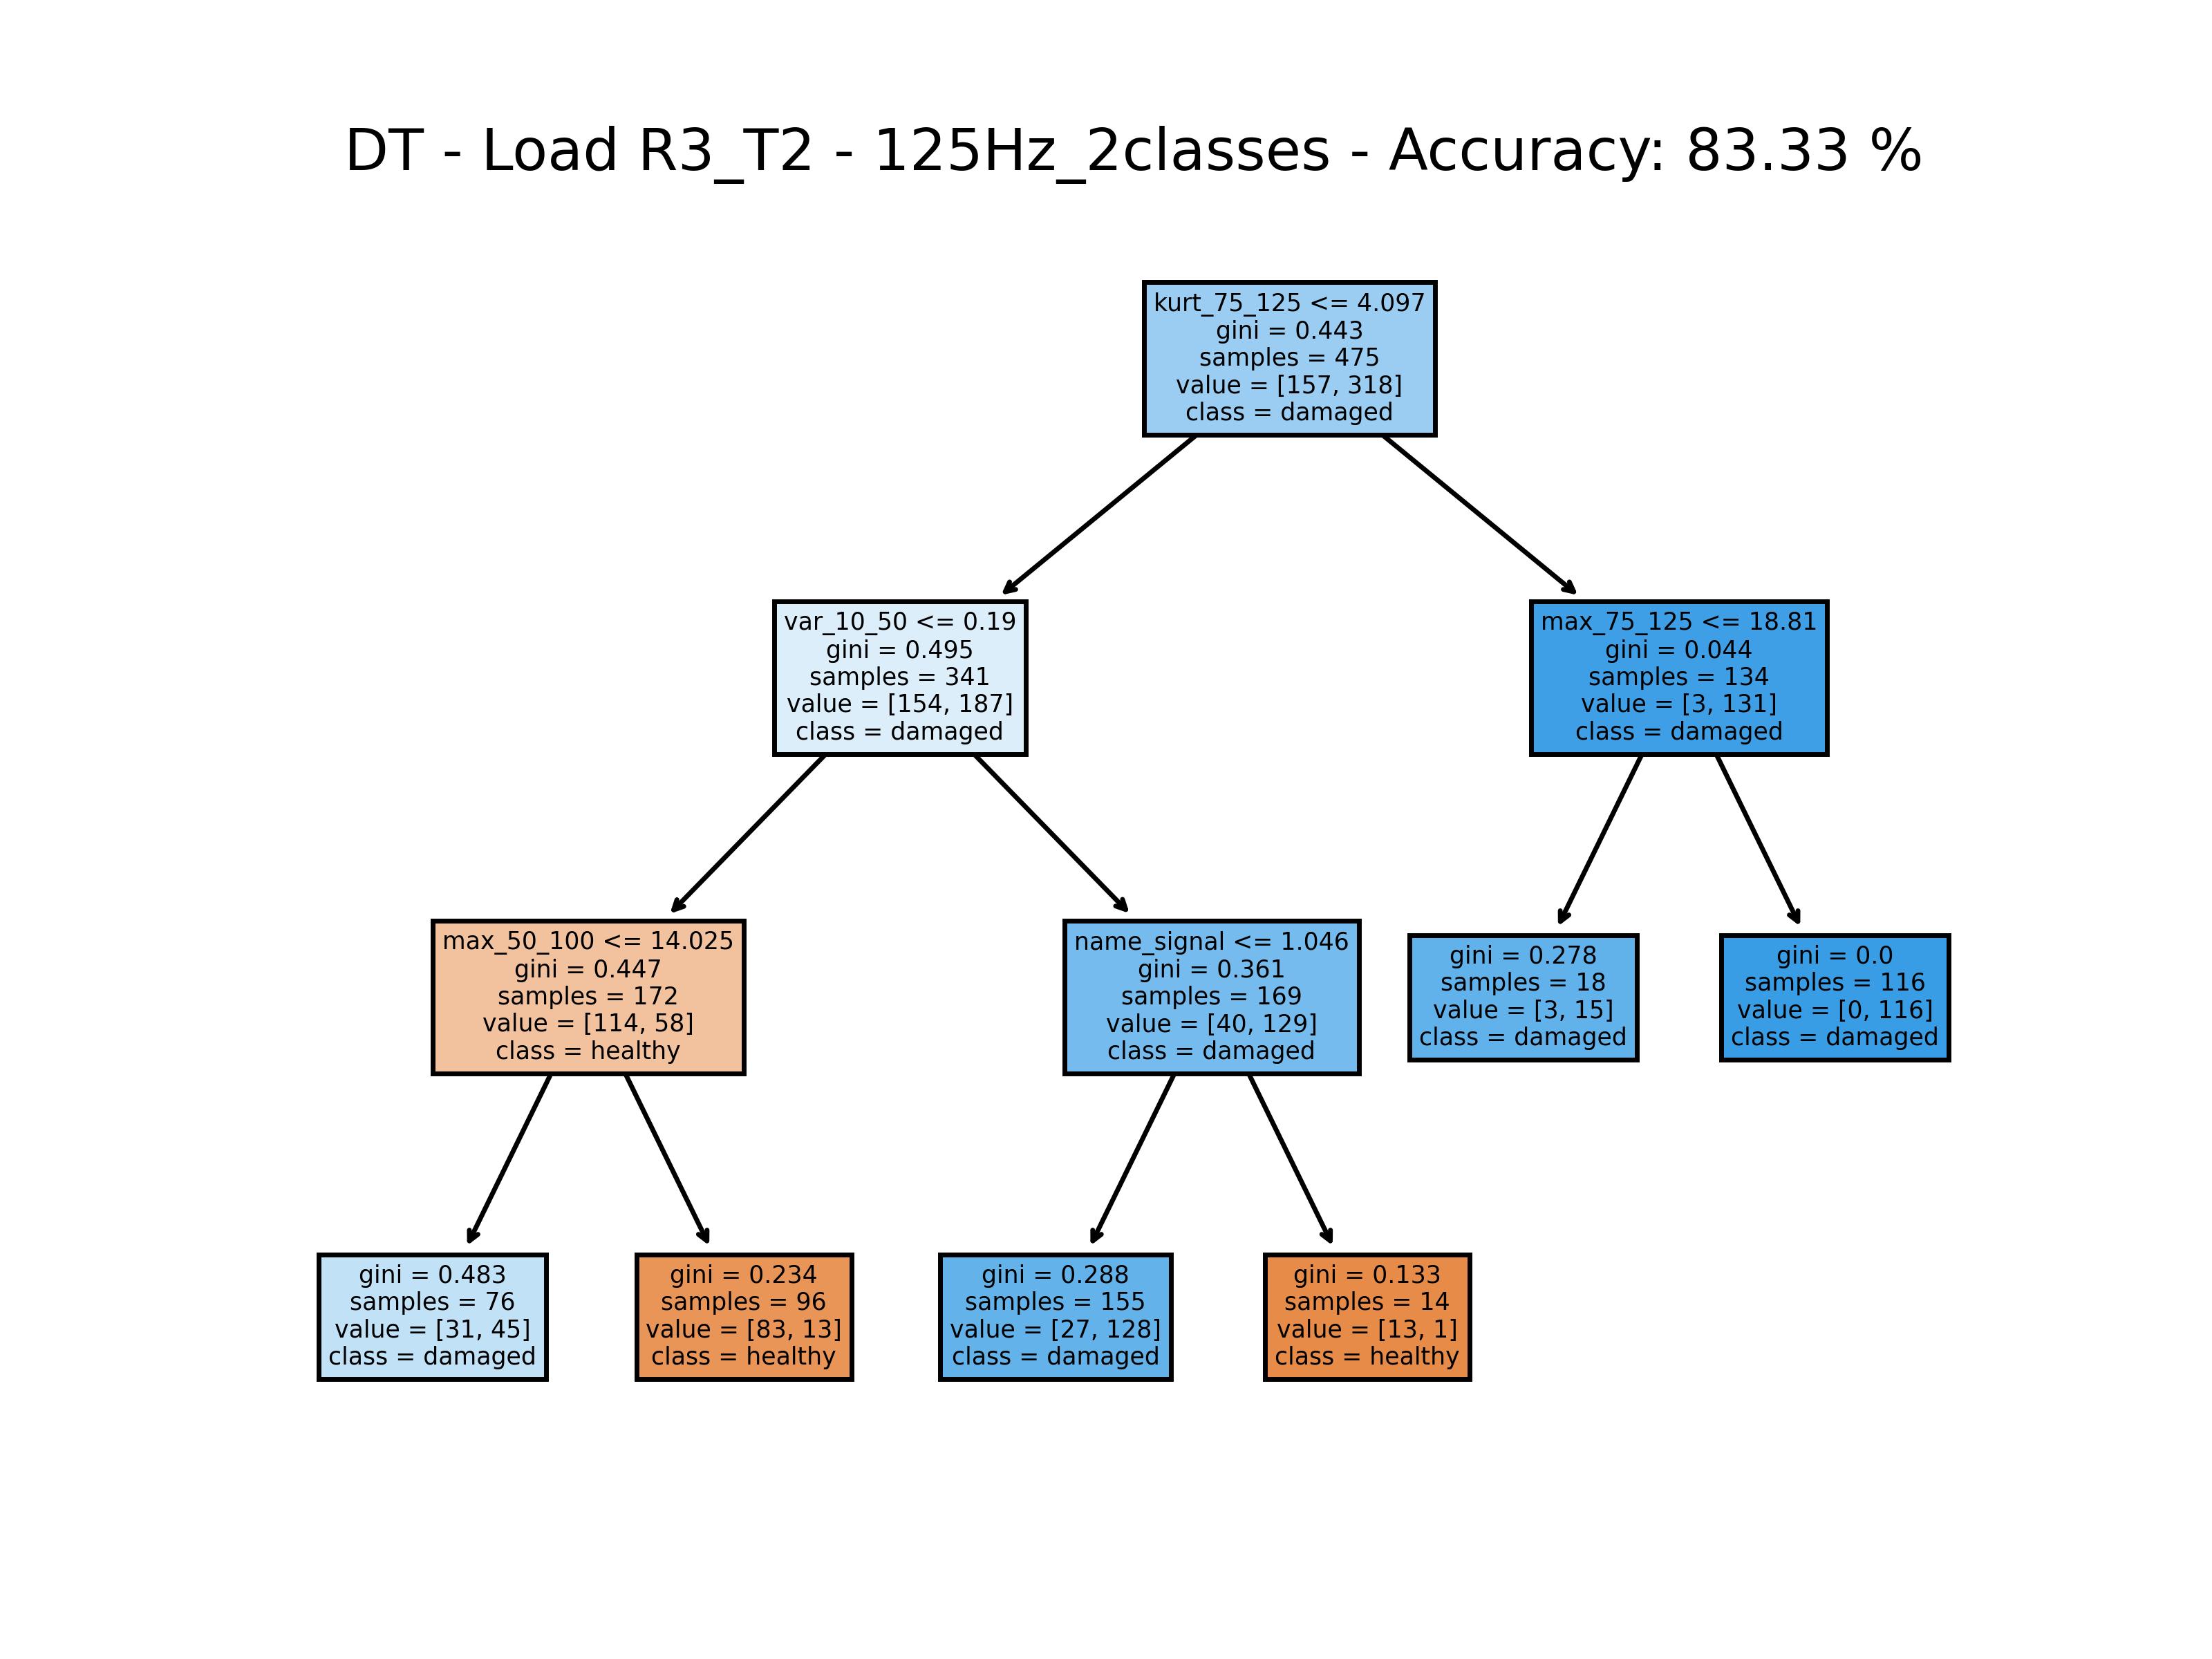 DT - Load R3_T2 - 125Hz_2classes - Accuracy: 83.33 %
kurt_75_125 <= 4.097
gini = 0.443
samples = 475
value = [157, 318]
class = damaged
var_10_50 <= 0.19
gini = 0.495
samples = 341
value = [154, 187]
class = damaged
max_75_125 <= 18.81
gini = 0.044
samples = 134
value = [3, 131]
class = damaged
max_50_100 <= 14.025
gini = 0.447
samples = 172
value = [114, 58]
class = healthy
name_signal <= 1.046
gini = 0.361
samples = 169
value = [40, 129]
class = damaged
gini = 0.278
samples = 18
value = [3, 15]
class = damaged
gini = 0.0
samples = 116
value = [0, 116]
class = damaged
gini = 0.483
samples = 76
value = [31, 45]
class = damaged
gini = 0.234
samples = 96
value = [83, 13]
class = healthy
gini = 0.288
samples = 155
value = [27, 128]
class = damaged
gini = 0.133
samples = 14
value = [13, 1]
class = healthy